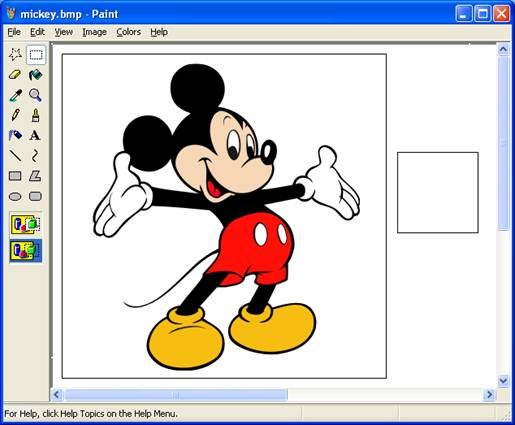 mickey.bmp - Paint
File Edit View Image Colors Help
A
For Help, click Help Topics on the Help Menu.